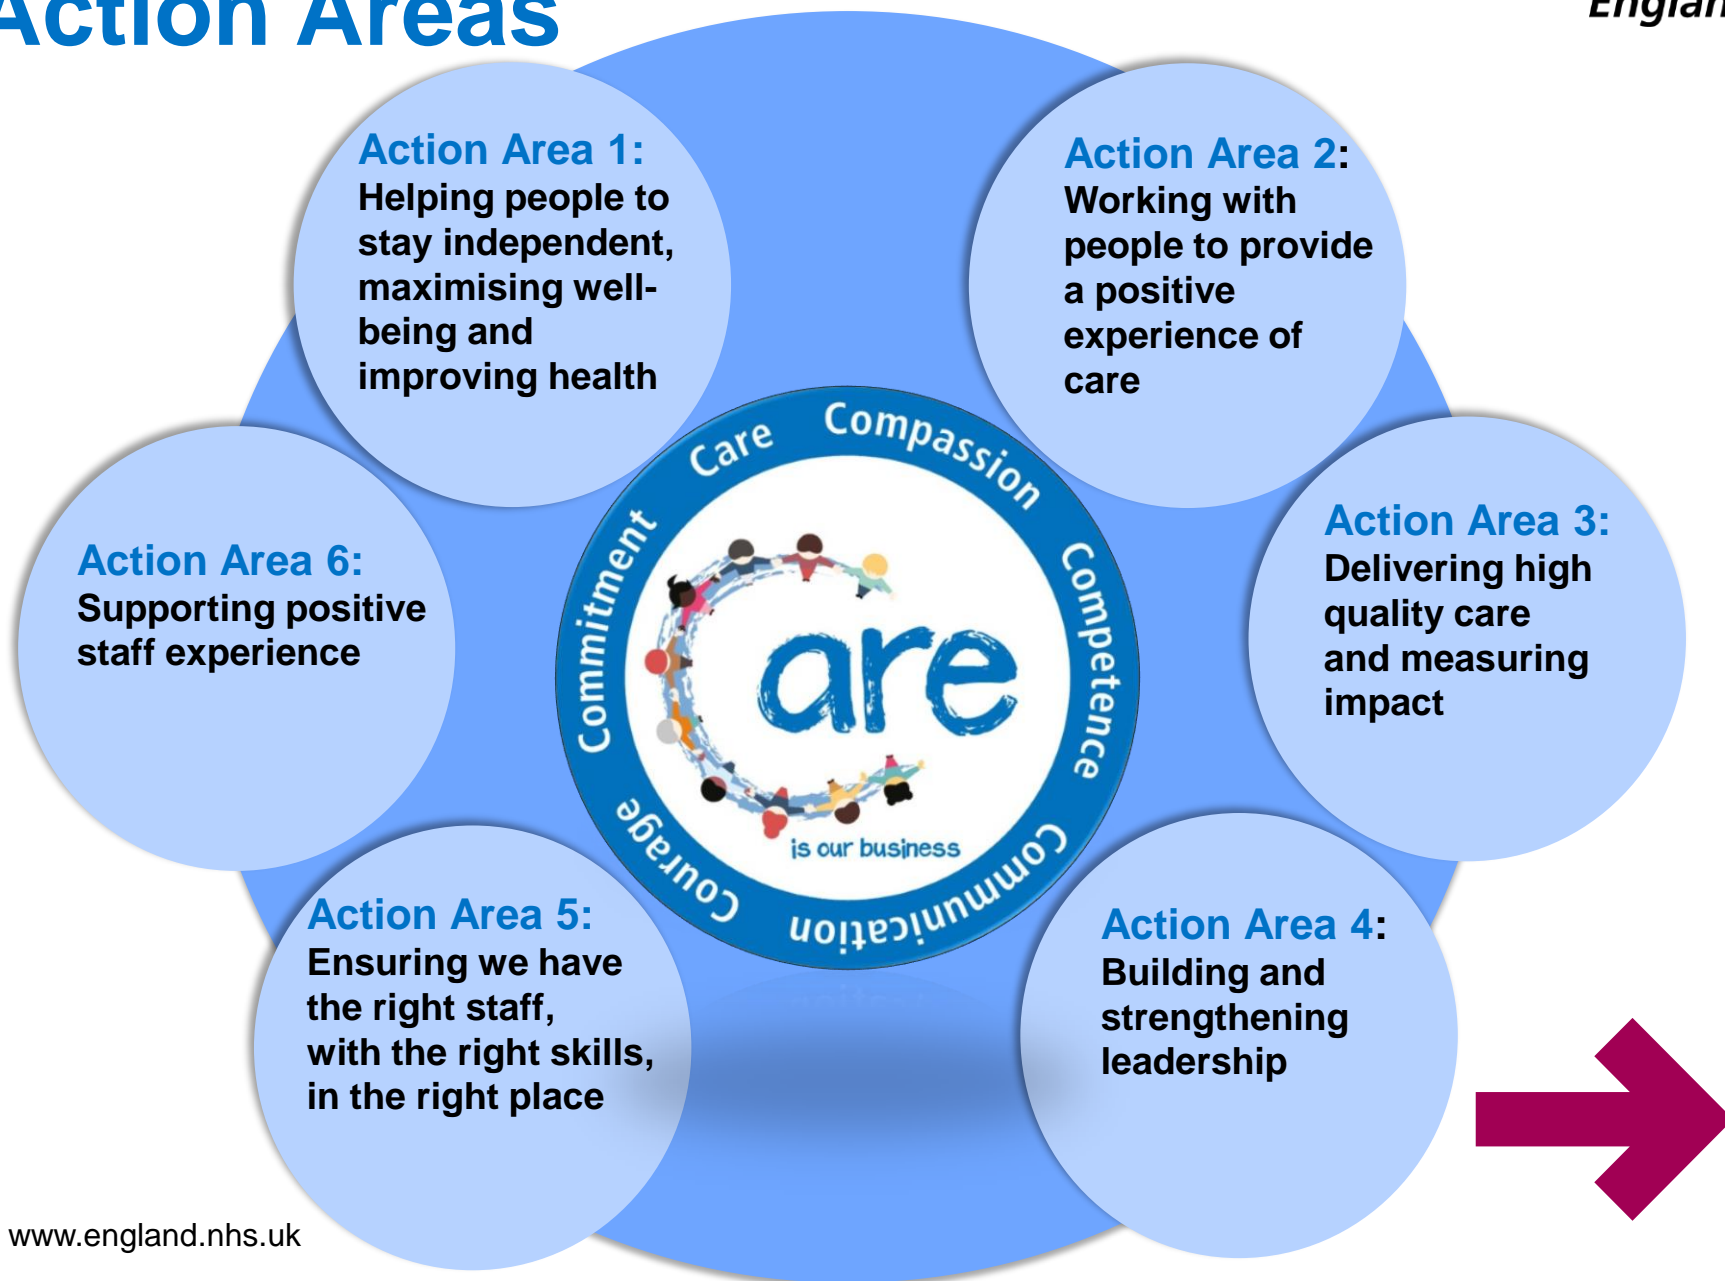 Action Areas
England
Action Area 1:
Helping people to
stay independent,
maximising well-
being and
improving health
Action Area 2:
Working with
people to provide
a positive
experience of
care
Action Area 3:
Delivering high
quality care
and measuring
impact
Action Area 4:
Building and
strengthening
leadership
Action Area 5:
Ensuring we have
the right staff,
with the right skills,
in the right place
Action Area 6:
Supporting positive
staff experience
Care
Compassion
Competence
Communication
Courage
Commitment
Care
is our business
www.england.nhs.uk